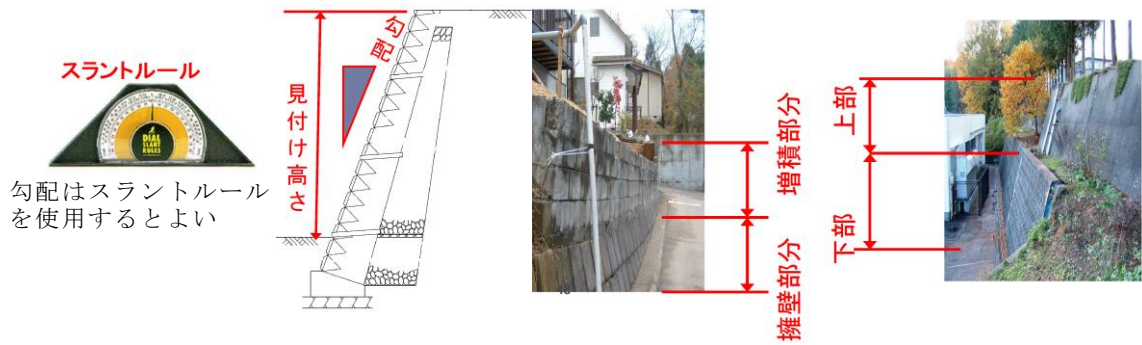 スラントルール
DIAL
SLANT
RULES
勾配はスラントルール
を使用するとよい
見付け高さ
勾配
増積部分
擁壁部分
上部
下部